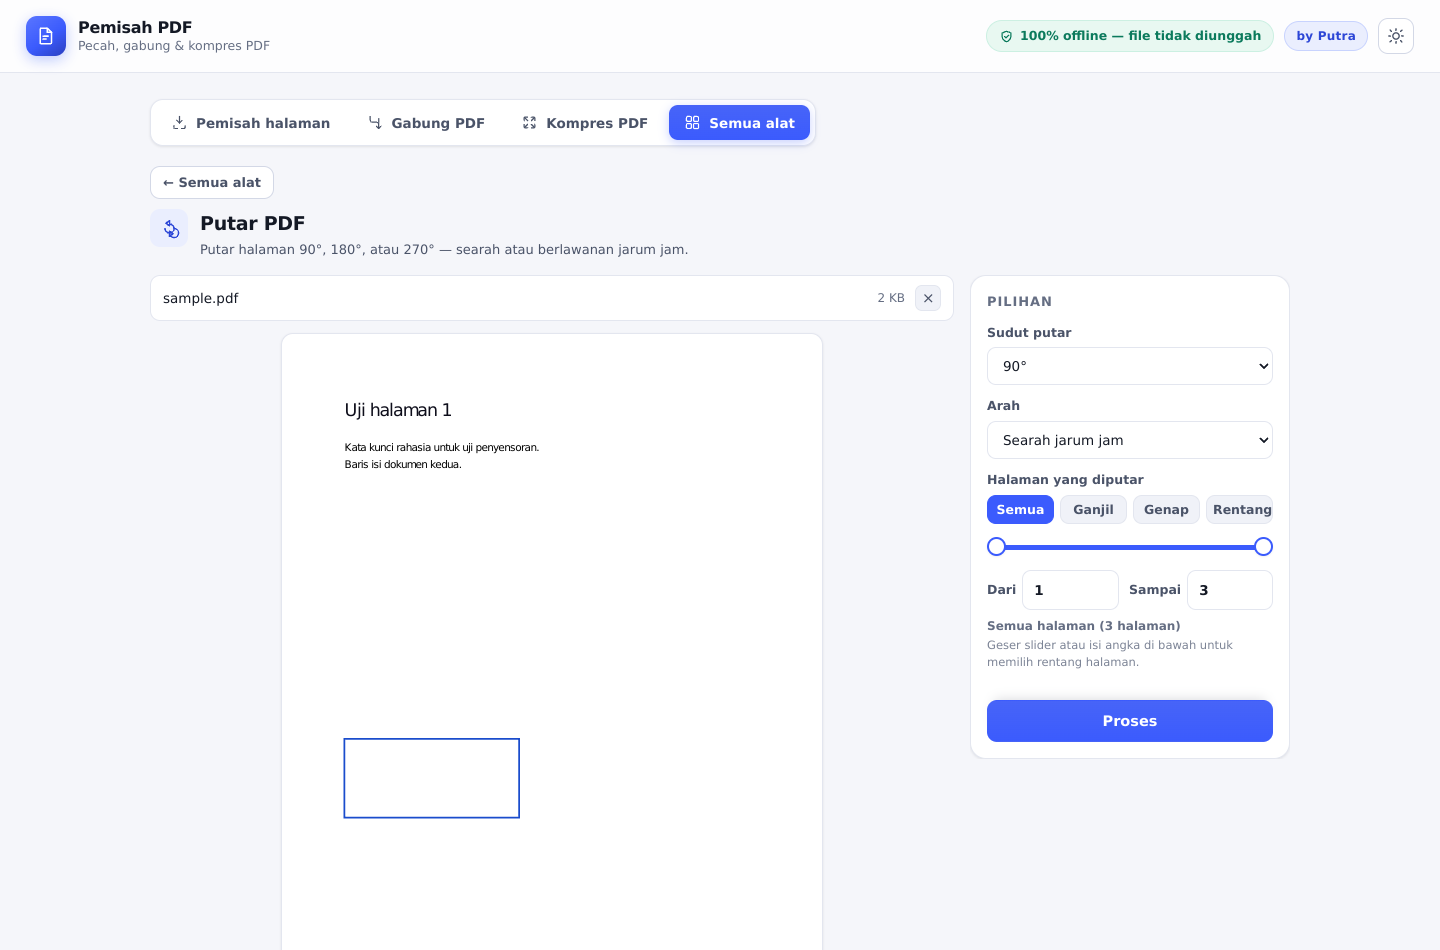 Pemisah PDF
Pecah, gabung & kompres PDF
100% offline — file tidak diunggah
by Putra
Pemisah halaman
Gabung PDF
Kompres PDF
Semua alat
← Semua alat
Putar PDF
Putar halaman 90°, 180°, atau 270° — searah atau berlawanan jarum jam.
sample.pdf
2 KB
Uji halaman 1
Kata kunci rahasia untuk uji penyensoran.
Baris isi dokumen kedua.
PILIHAN
Sudut putar
90°
Arah
Searah jarum jam
Halaman yang diputar
Semua
Ganjil
Genap
Rentang
Dari 1 Sampai 3
Semua halaman (3 halaman)
Geser slider atau isi angka di bawah untuk
memilih rentang halaman.
Proses